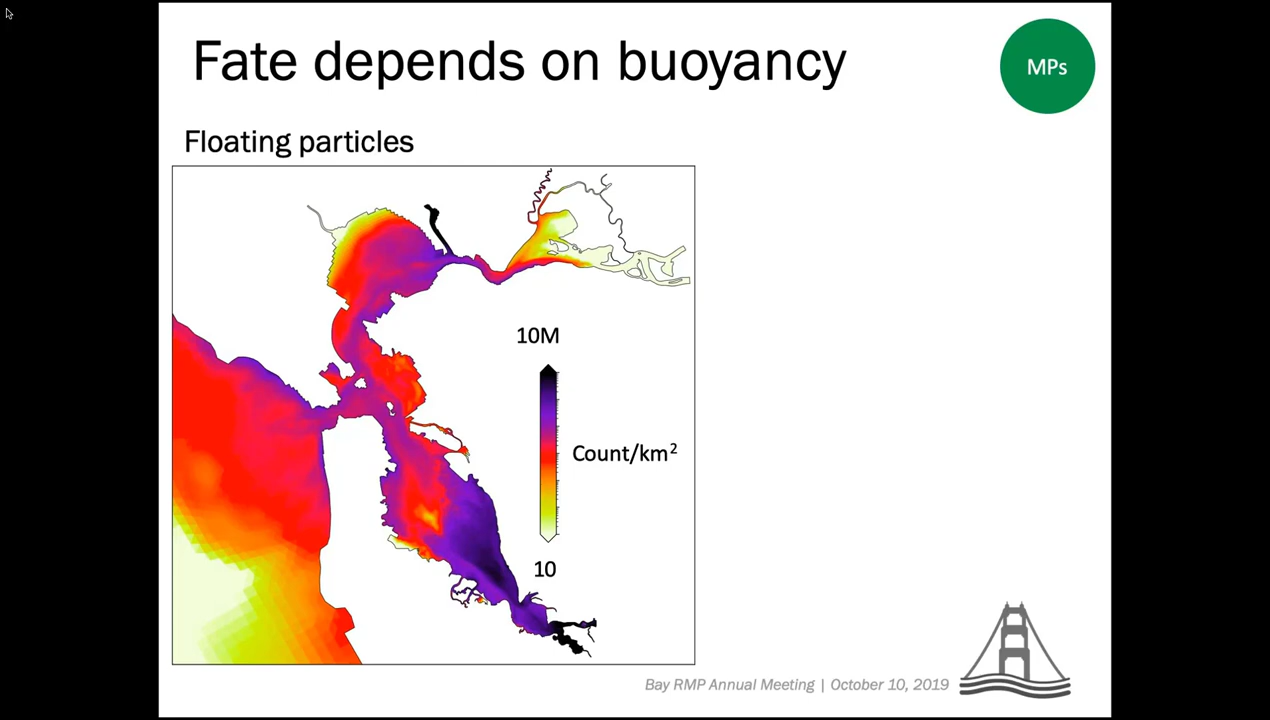 Fate depends on buoyancy
MPs
Floating particles
10M
Count/km²
10
Bay RMP Annual Meeting | October 10, 2019